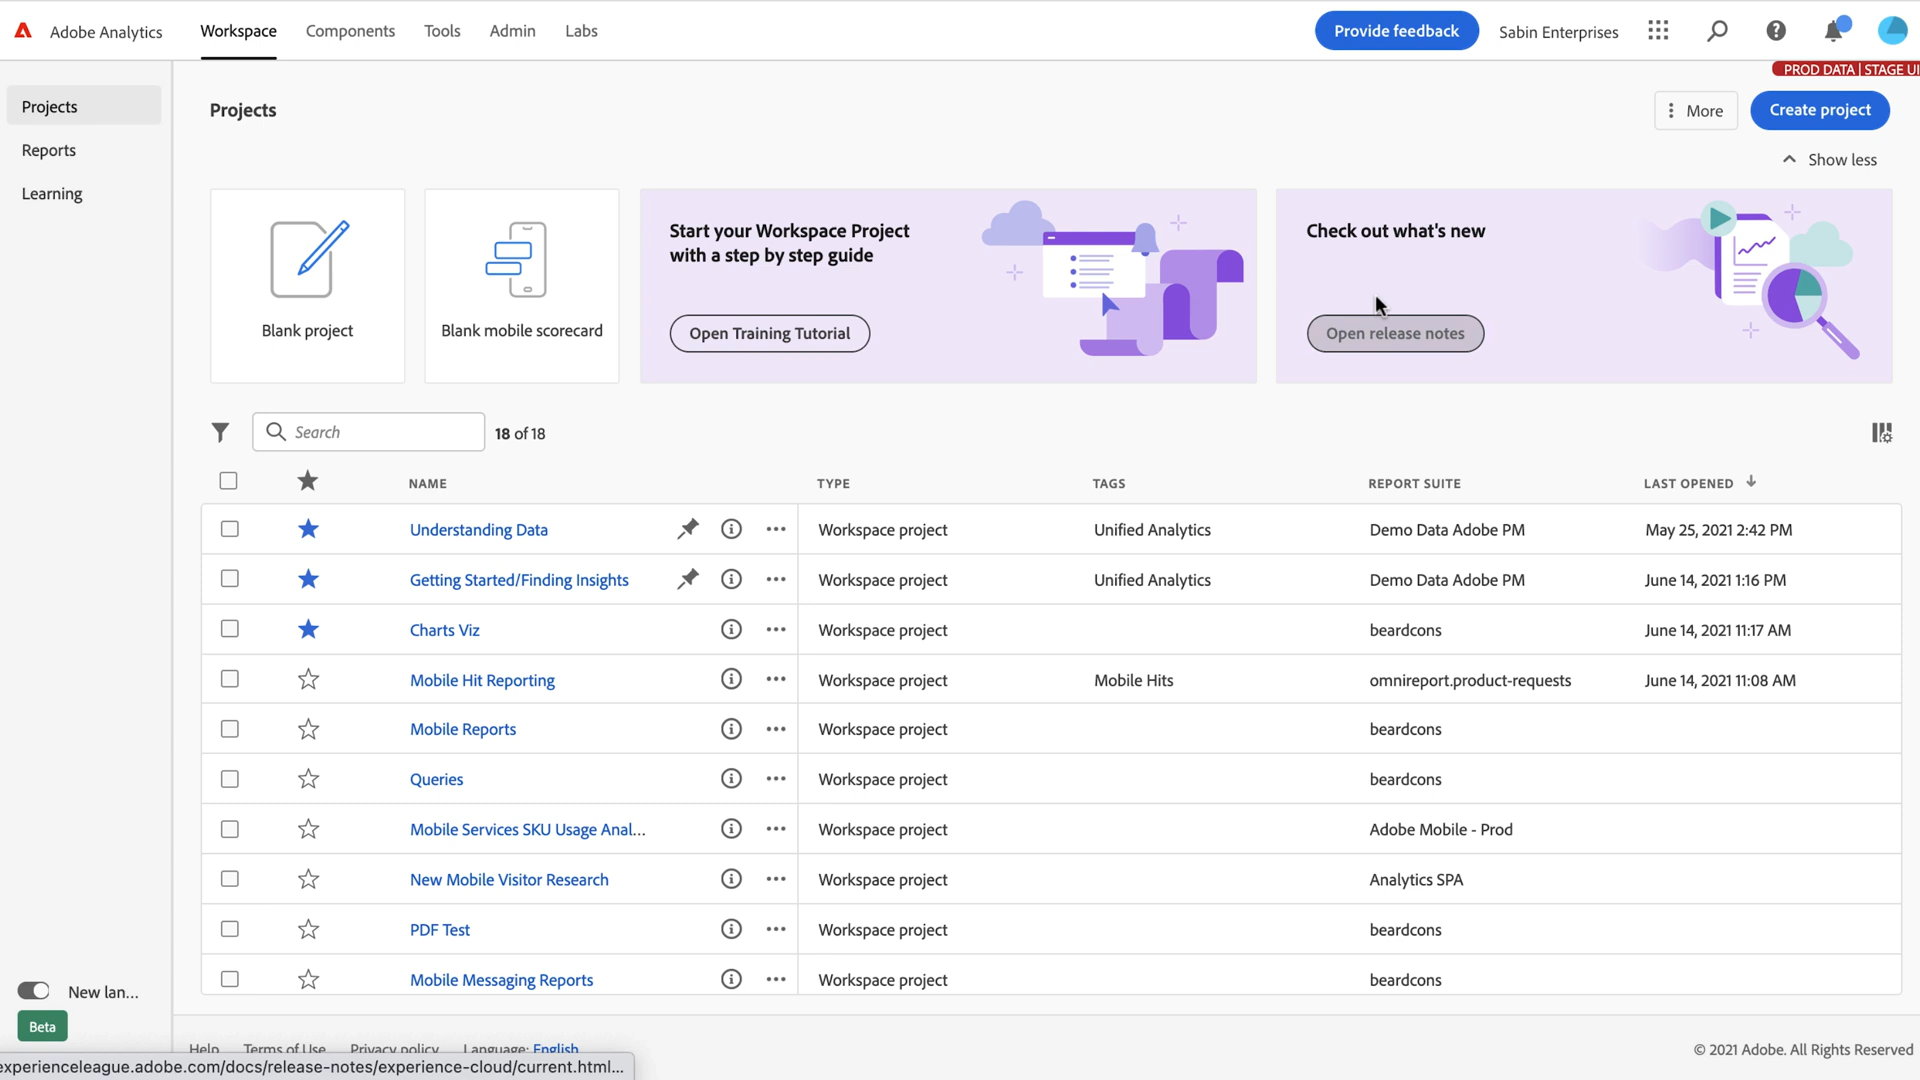 Adobe Analytics Workspace Components Tools Admin Labs Provide feedback Sabin Enterprises
PROD DATA | STAGE UI
Projects
Reports
Learning
Projects More Create project
Show less
Blank project
Blank mobile scorecard
Start your Workspace Project
with a step by step guide
Open Training Tutorial
Check out what's new
Open release notes
Search 18 of 18
NAME TYPE TAGS REPORT SUITE LAST OPENED
Understanding Data Workspace project Unified Analytics Demo Data Adobe PM May 25, 2021 2:42 PM
Getting Started/Finding Insights Workspace project Unified Analytics Demo Data Adobe PM June 14, 2021 1:16 PM
Charts Viz Workspace project beardcons June 14, 2021 11:17 AM
Mobile Hit Reporting Workspace project Mobile Hits omnireport.product-requests June 14, 2021 11:08 AM
Mobile Reports Workspace project beardcons
Queries Workspace project beardcons
Mobile Services SKU Usage Anal... Workspace project Adobe Mobile - Prod
New Mobile Visitor Research Workspace project Analytics SPA
PDF Test Workspace project beardcons
Mobile Messaging Reports Workspace project beardcons
New lan...
Beta
Help Terms of Use Privacy policy Language: English © 2021 Adobe. All Rights Reserved
experienceleague.adobe.com/docs/release-notes/experience-cloud/current.html...